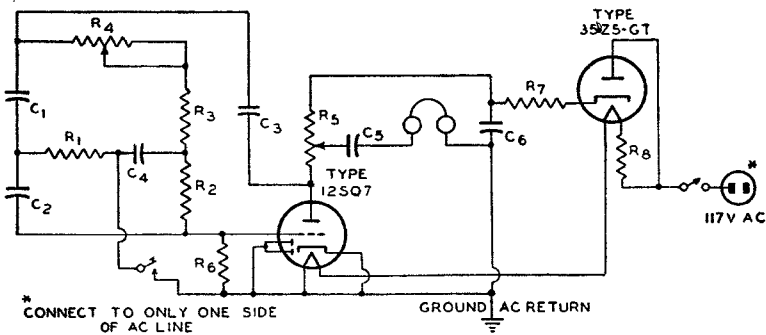 TYPE
35Z5-GT
R4
C1
R3
C3
R5
C5
R7
C6
R8
*
R1
C4
TYPE
12SQ7
117V AC
C2
R2
R6
*
CONNECT TO ONLY ONE SIDE
OF AC LINE
GROUND AC RETURN